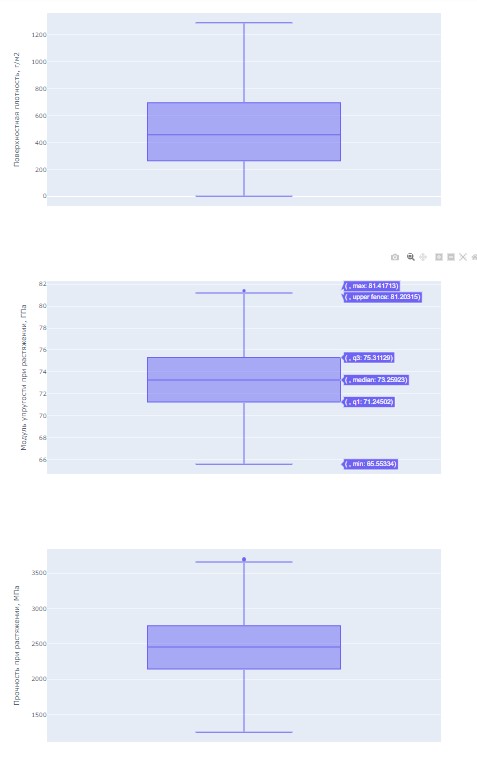 Поверхностная плотность, г/м2
1200
1000
800
600
400
200
0
Модуль упругости при растяжении, ГПа
82
80
78
76
74
72
70
68
66
( , max: 81.41713)
( , upper fence: 81.20315)
( , q3: 75.31129)
( , median: 73.25923)
( , q1: 71.24502)
( , min: 65.55334)
Прочность при растяжении, МПа
3500
3000
2500
2000
1500